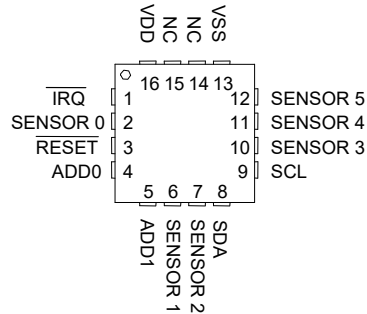 VDD NC NC VSS
16 15 14 13
IRQ 1 12 SENSOR 5
SENSOR 0 2 11 SENSOR 4
RESET 3 10 SENSOR 3
ADD0 4 9 SCL
5 6 7 8
ADD1 SENSOR 1 SENSOR 2 SDA